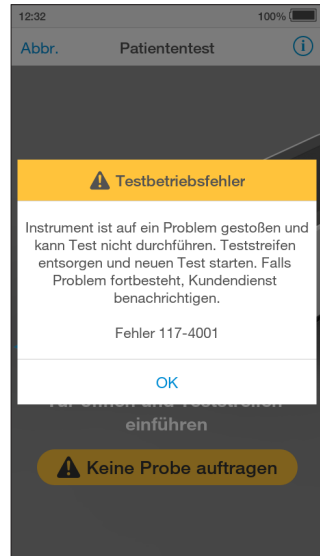 12:32 100%
Abbr. Patiententest
Testbetriebsfehler
Instrument ist auf ein Problem gestoßen und
kann Test nicht durchführen. Teststreifen
entsorgen und neuen Test starten. Falls
Problem fortbesteht, Kundendienst
benachrichtigen.
Fehler 117-4001
OK
einführen
Keine Probe auftragen